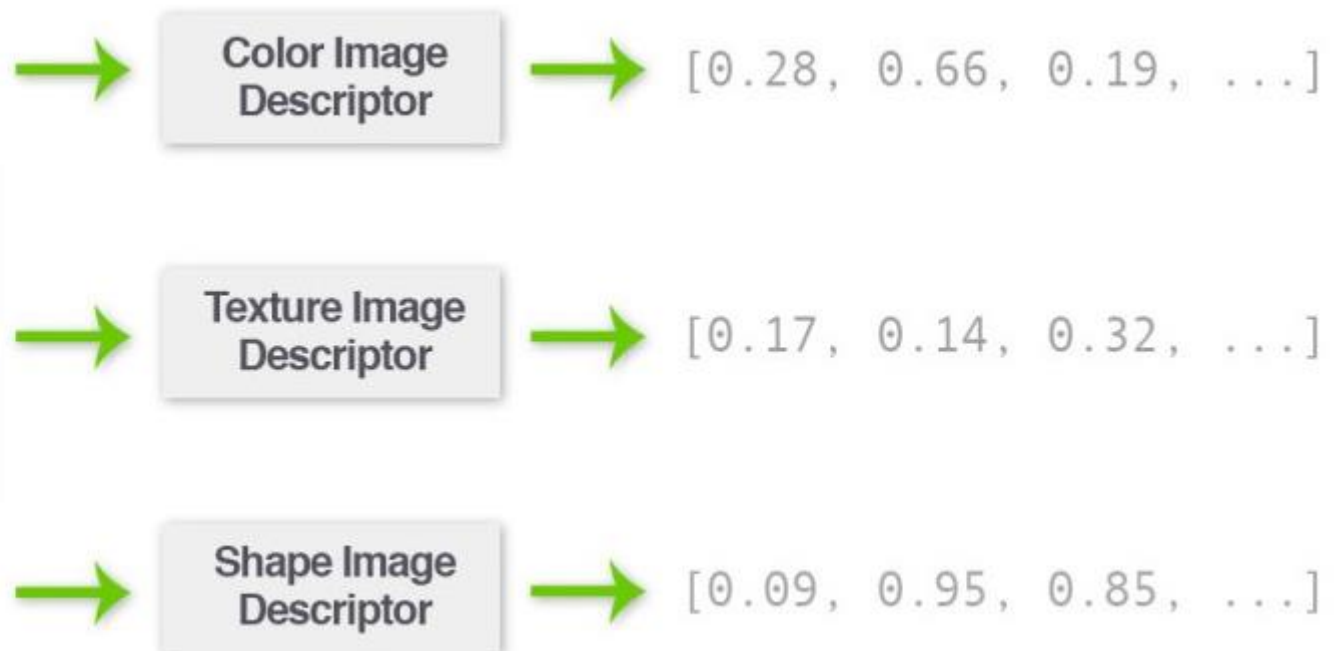 Color Image
Descriptor
[0.28, 0.66, 0.19, ...]
Texture Image
Descriptor
[0.17, 0.14, 0.32, ...]
Shape Image
Descriptor
[0.09, 0.95, 0.85, ...]